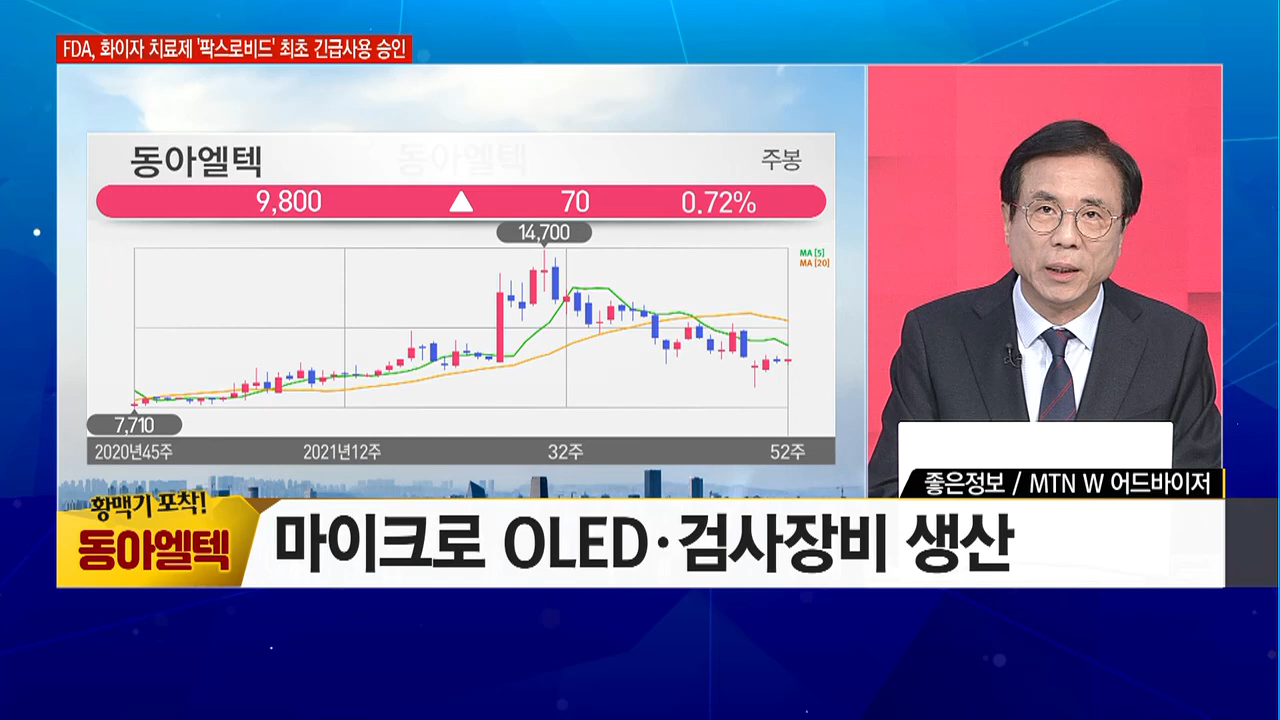 FDA, 화이자 치료제 '팍스로비드' 최초 긴급사용 승인
동아엘텍
동아엘텍
주봉
9,800 ▲ 70 0.72%
14,700
MA [5]
MA [20]
7,710
2020년45주 2021년12주 32주 52주
좋은정보 / MTN W 어드바이저
황맥기 포착!
동아엘텍
마이크로 OLED·검사장비 생산